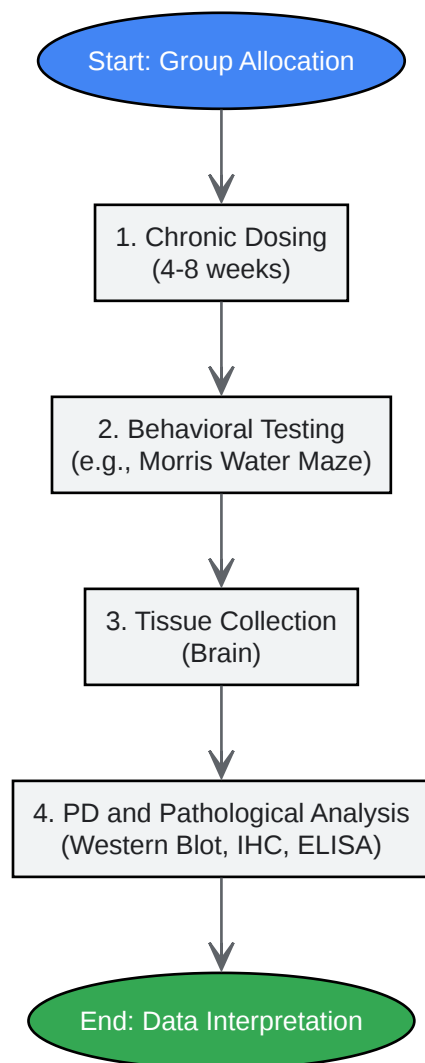 Start: Group Allocation
1. Chronic Dosing
(4-8 weeks)
2. Behavioral Testing
(e.g., Morris Water Maze)
3. Tissue Collection
(Brain)
4. PD and Pathological Analysis
(Western Blot, IHC, ELISA)
End: Data Interpretation